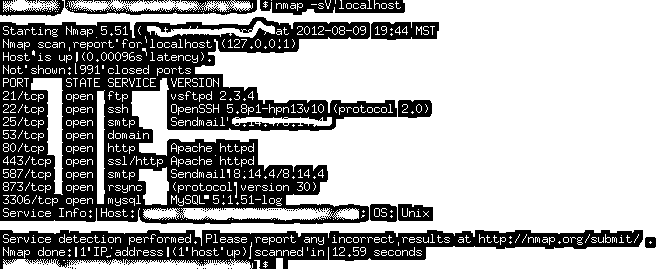 $ nmap -sV localhost
Starting Nmap 5.51 ( at 2012-08-09 19:44 MST
Nmap scan report for localhost (127.0.0.1)
Host is up (0.00096s latency).
Not shown: 991 closed ports
PORT STATE SERVICE VERSION
21/tcp open ftp vsftpd 2.3.4
22/tcp open ssh OpenSSH 5.8p1-hpn13v10 (protocol 2.0)
25/tcp open smtp Sendmail
53/tcp open domain
80/tcp open http Apache httpd
443/tcp open ssl/http Apache httpd
587/tcp open smtp Sendmail 8.14.4/8.14.4
873/tcp open rsync (protocol version 30)
3306/tcp open mysql MySQL 5.1.51-log
Service Info: Host: ; OS: Unix
Service detection performed. Please report any incorrect results at http://nmap.org/submit/ .
Nmap done: 1 IP address (1 host up) scanned in 12.59 seconds
$